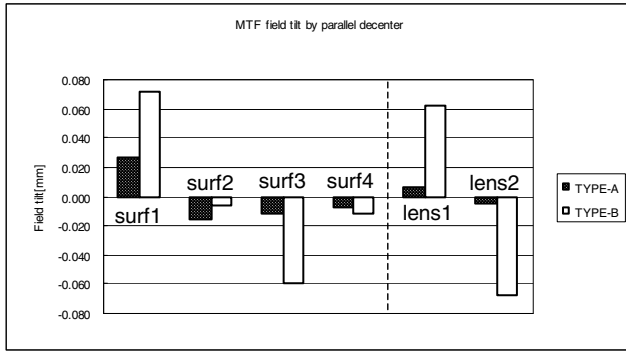 MTF field tilt by parallel decenter
Field tilt[mm]
0.080
0.060
0.040
0.020
0.000
-0.020
-0.040
-0.060
-0.080
surf1
surf2
surf3
surf4
lens1
lens2
TYPE-A
TYPE-B